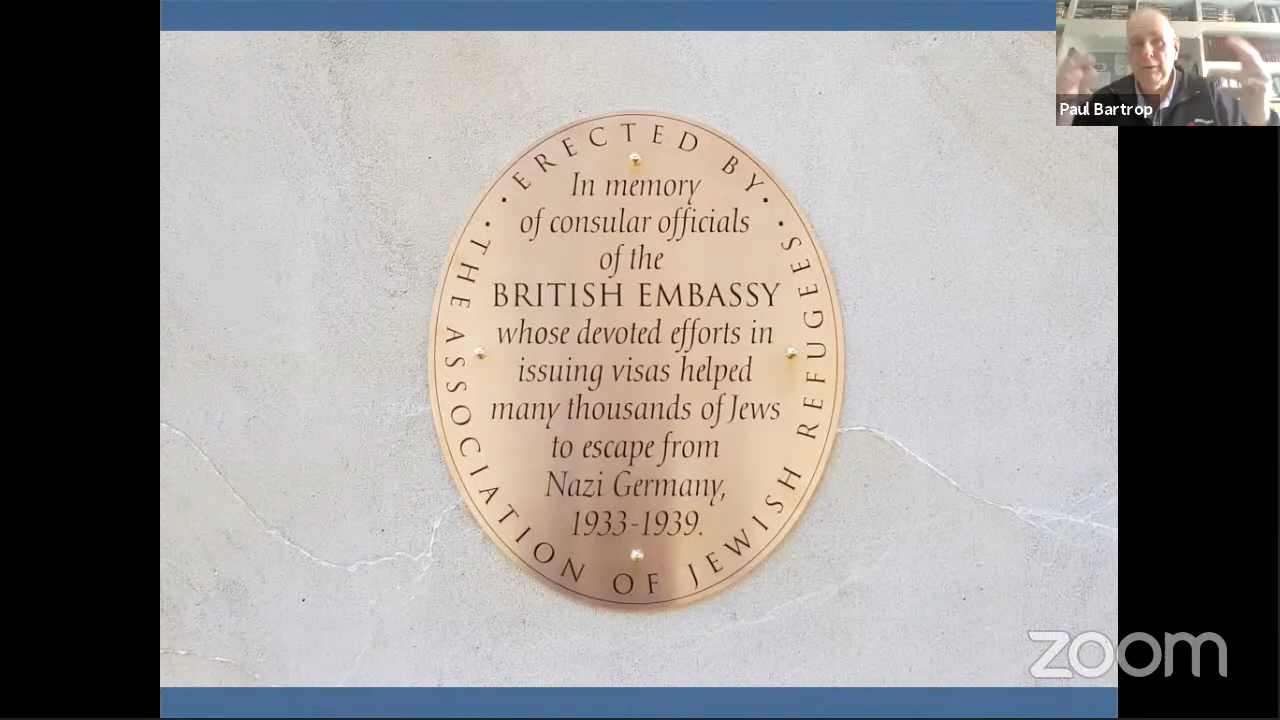 Paul Bartrop
· ERECTED BY ·
· THE ASSOCIATION OF JEWISH REFUGEES ·
In memory
of consular officials
of the
BRITISH EMBASSY
whose devoted efforts in
issuing visas helped
many thousands of Jews
to escape from
Nazi Germany,
1933-1939.
zoom